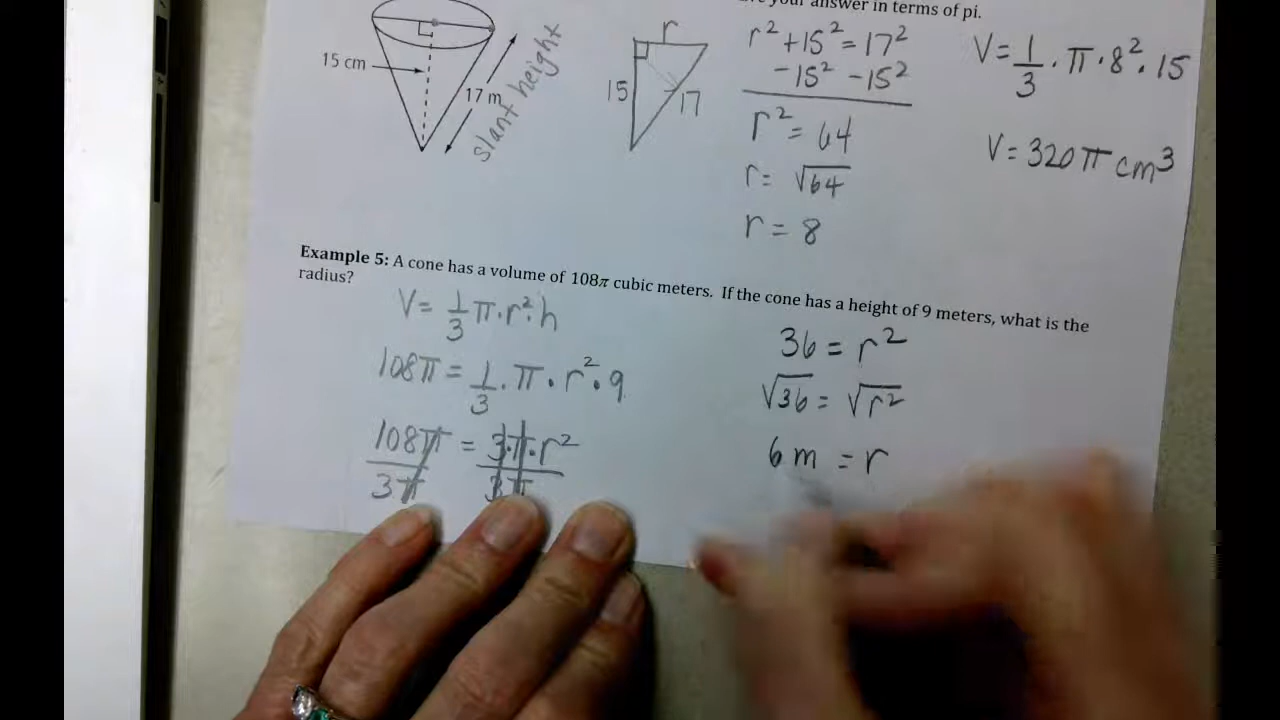 your answer in terms of pi.
15 cm
17 m
slant height
r
15
17
r² + 15² = 17²
-15² -15²
r² = 64
r = √64
r = 8
V = 1/3 · π · 8² · 15
V = 320π cm³
Example 5: A cone has a volume of 108π cubic meters. If the cone has a height of 9 meters, what is the
radius?
V = 1/3 π · r² · h
108π = 1/3 · π · r² · 9
108π/3π = 3·π·r²/3π
36 = r²
√36 = √r²
6 m = r